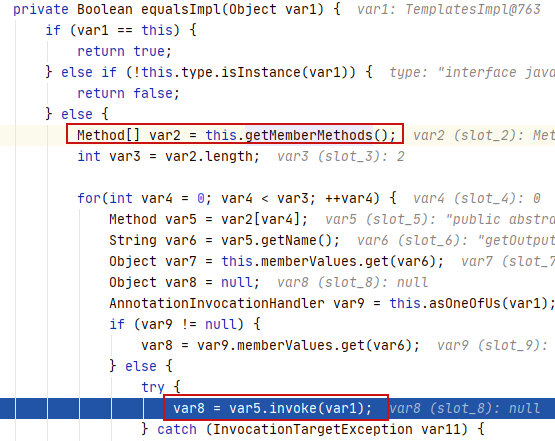 private Boolean equalsImpl(Object var1) {  var1: TemplatesImpl@763
if (var1 == this) {
return true;
} else if (!this.type.isInstance(var1)) {  type: "interface java
return false;
} else {
Method[] var2 = this.getMemberMethods();  var2 (slot_2): Met
int var3 = var2.length;  var3 (slot_3): 2
for(int var4 = 0; var4 < var3; ++var4) {  var4 (slot_4): 0
Method var5 = var2[var4];  var5 (slot_5): "public abstra
String var6 = var5.getName();  var6 (slot_6): "getOutput
Object var7 = this.memberValues.get(var6);  var7 (slot_7
Object var8 = null;  var8 (slot_8): null
AnnotationInvocationHandler var9 = this.asOneOfUs(var1);
if (var9 != null) {
var8 = var9.memberValues.get(var6);  var9 (slot_9):
} else {
try {
var8 = var5.invoke(var1);  var8 (slot_8): null
} catch (InvocationTargetException var11) {